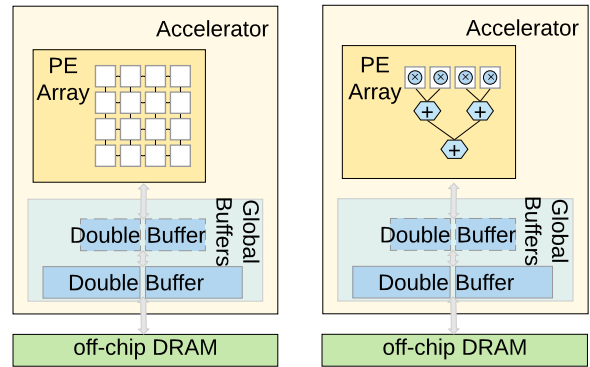 Accelerator
PE
Array
Double Buffer
Double Buffer
Global
Buffers
off-chip DRAM
Accelerator
PE
Array
×
×
×
×
+
+
+
Double Buffer
Double Buffer
Global
Buffers
off-chip DRAM